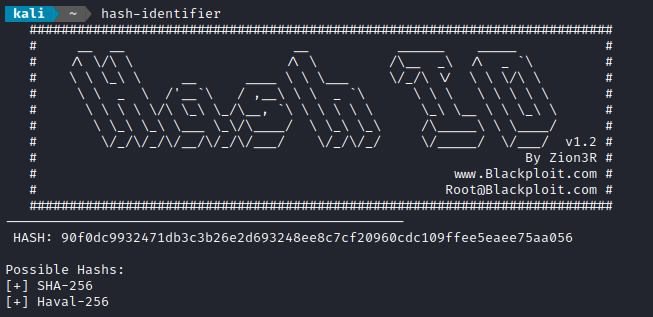 kali ~ hash-identifier
#########################################################################
# __ __ __ ______ _____ #
# /\ \/\ \ /\ \ /\__ _\ /\ _ `\ #
# \ \ \_\ \ __ ____ \ \ \___ \/_/\ \/ \ \ \/\ \ #
# \ \ _ \ /'__`\ / ,__\ \ \ _ `\ \ \ \ \ \ \ \ \ #
# \ \ \ \ \/\ \_\ \_/\__, `\ \ \ \ \ \ \_\ \__ \ \ \_\ \ #
# \ \_\ \_\ \___ \_\/\____/ \ \_\ \_\ /\_____\ \ \____/ #
# \/_/\/_/\/__/\/_/\/___/ \/_/\/_/ \/_____/ \/___/ v1.2 #
# By Zion3R #
# www.Blackploit.com #
# Root@Blackploit.com #
#########################################################################
--------------------------------------------------
HASH: 90f0dc9932471db3c3b26e2d693248ee8c7cf20960cdc109ffee5eaee75aa056
Possible Hashs:
[+] SHA-256
[+] Haval-256